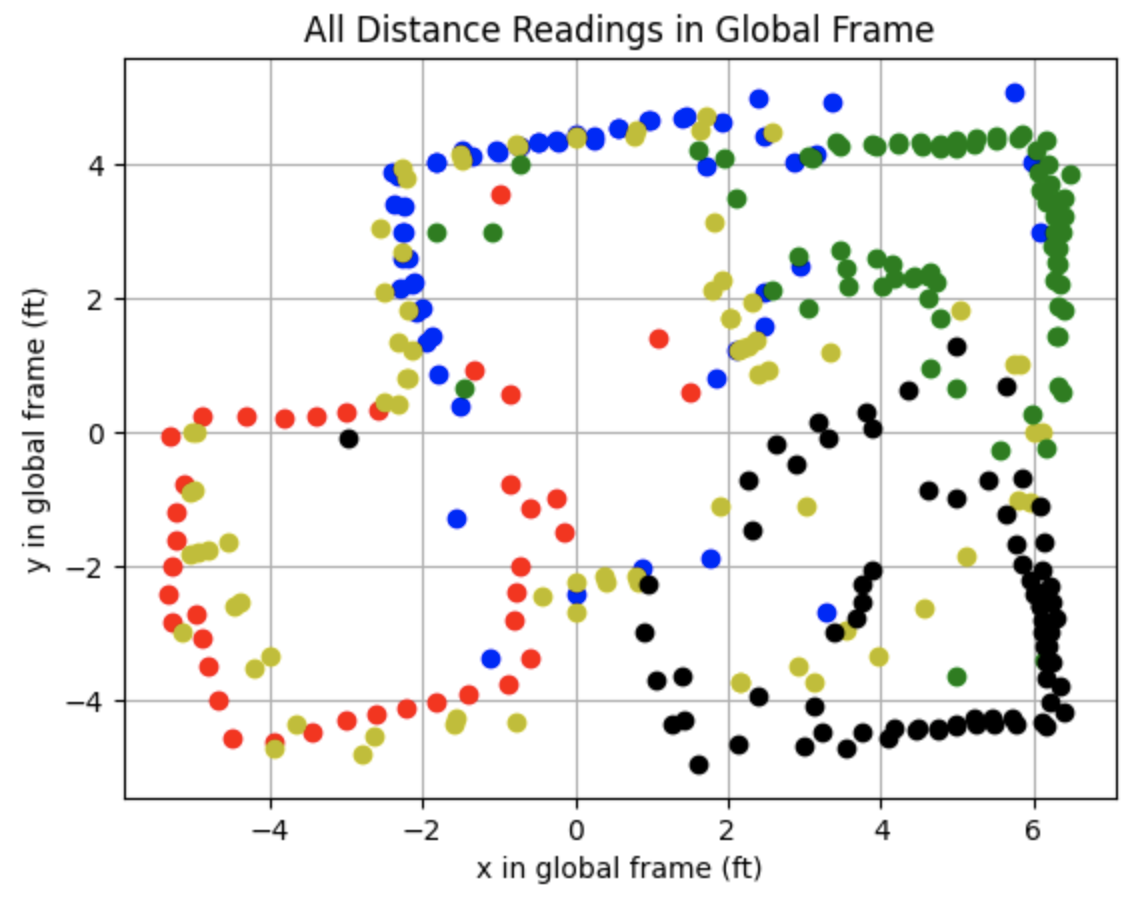 All Distance Readings in Global Frame
y in global frame (ft)
4
2
0
−2
−4
−4 −2 0 2 4 6
x in global frame (ft)